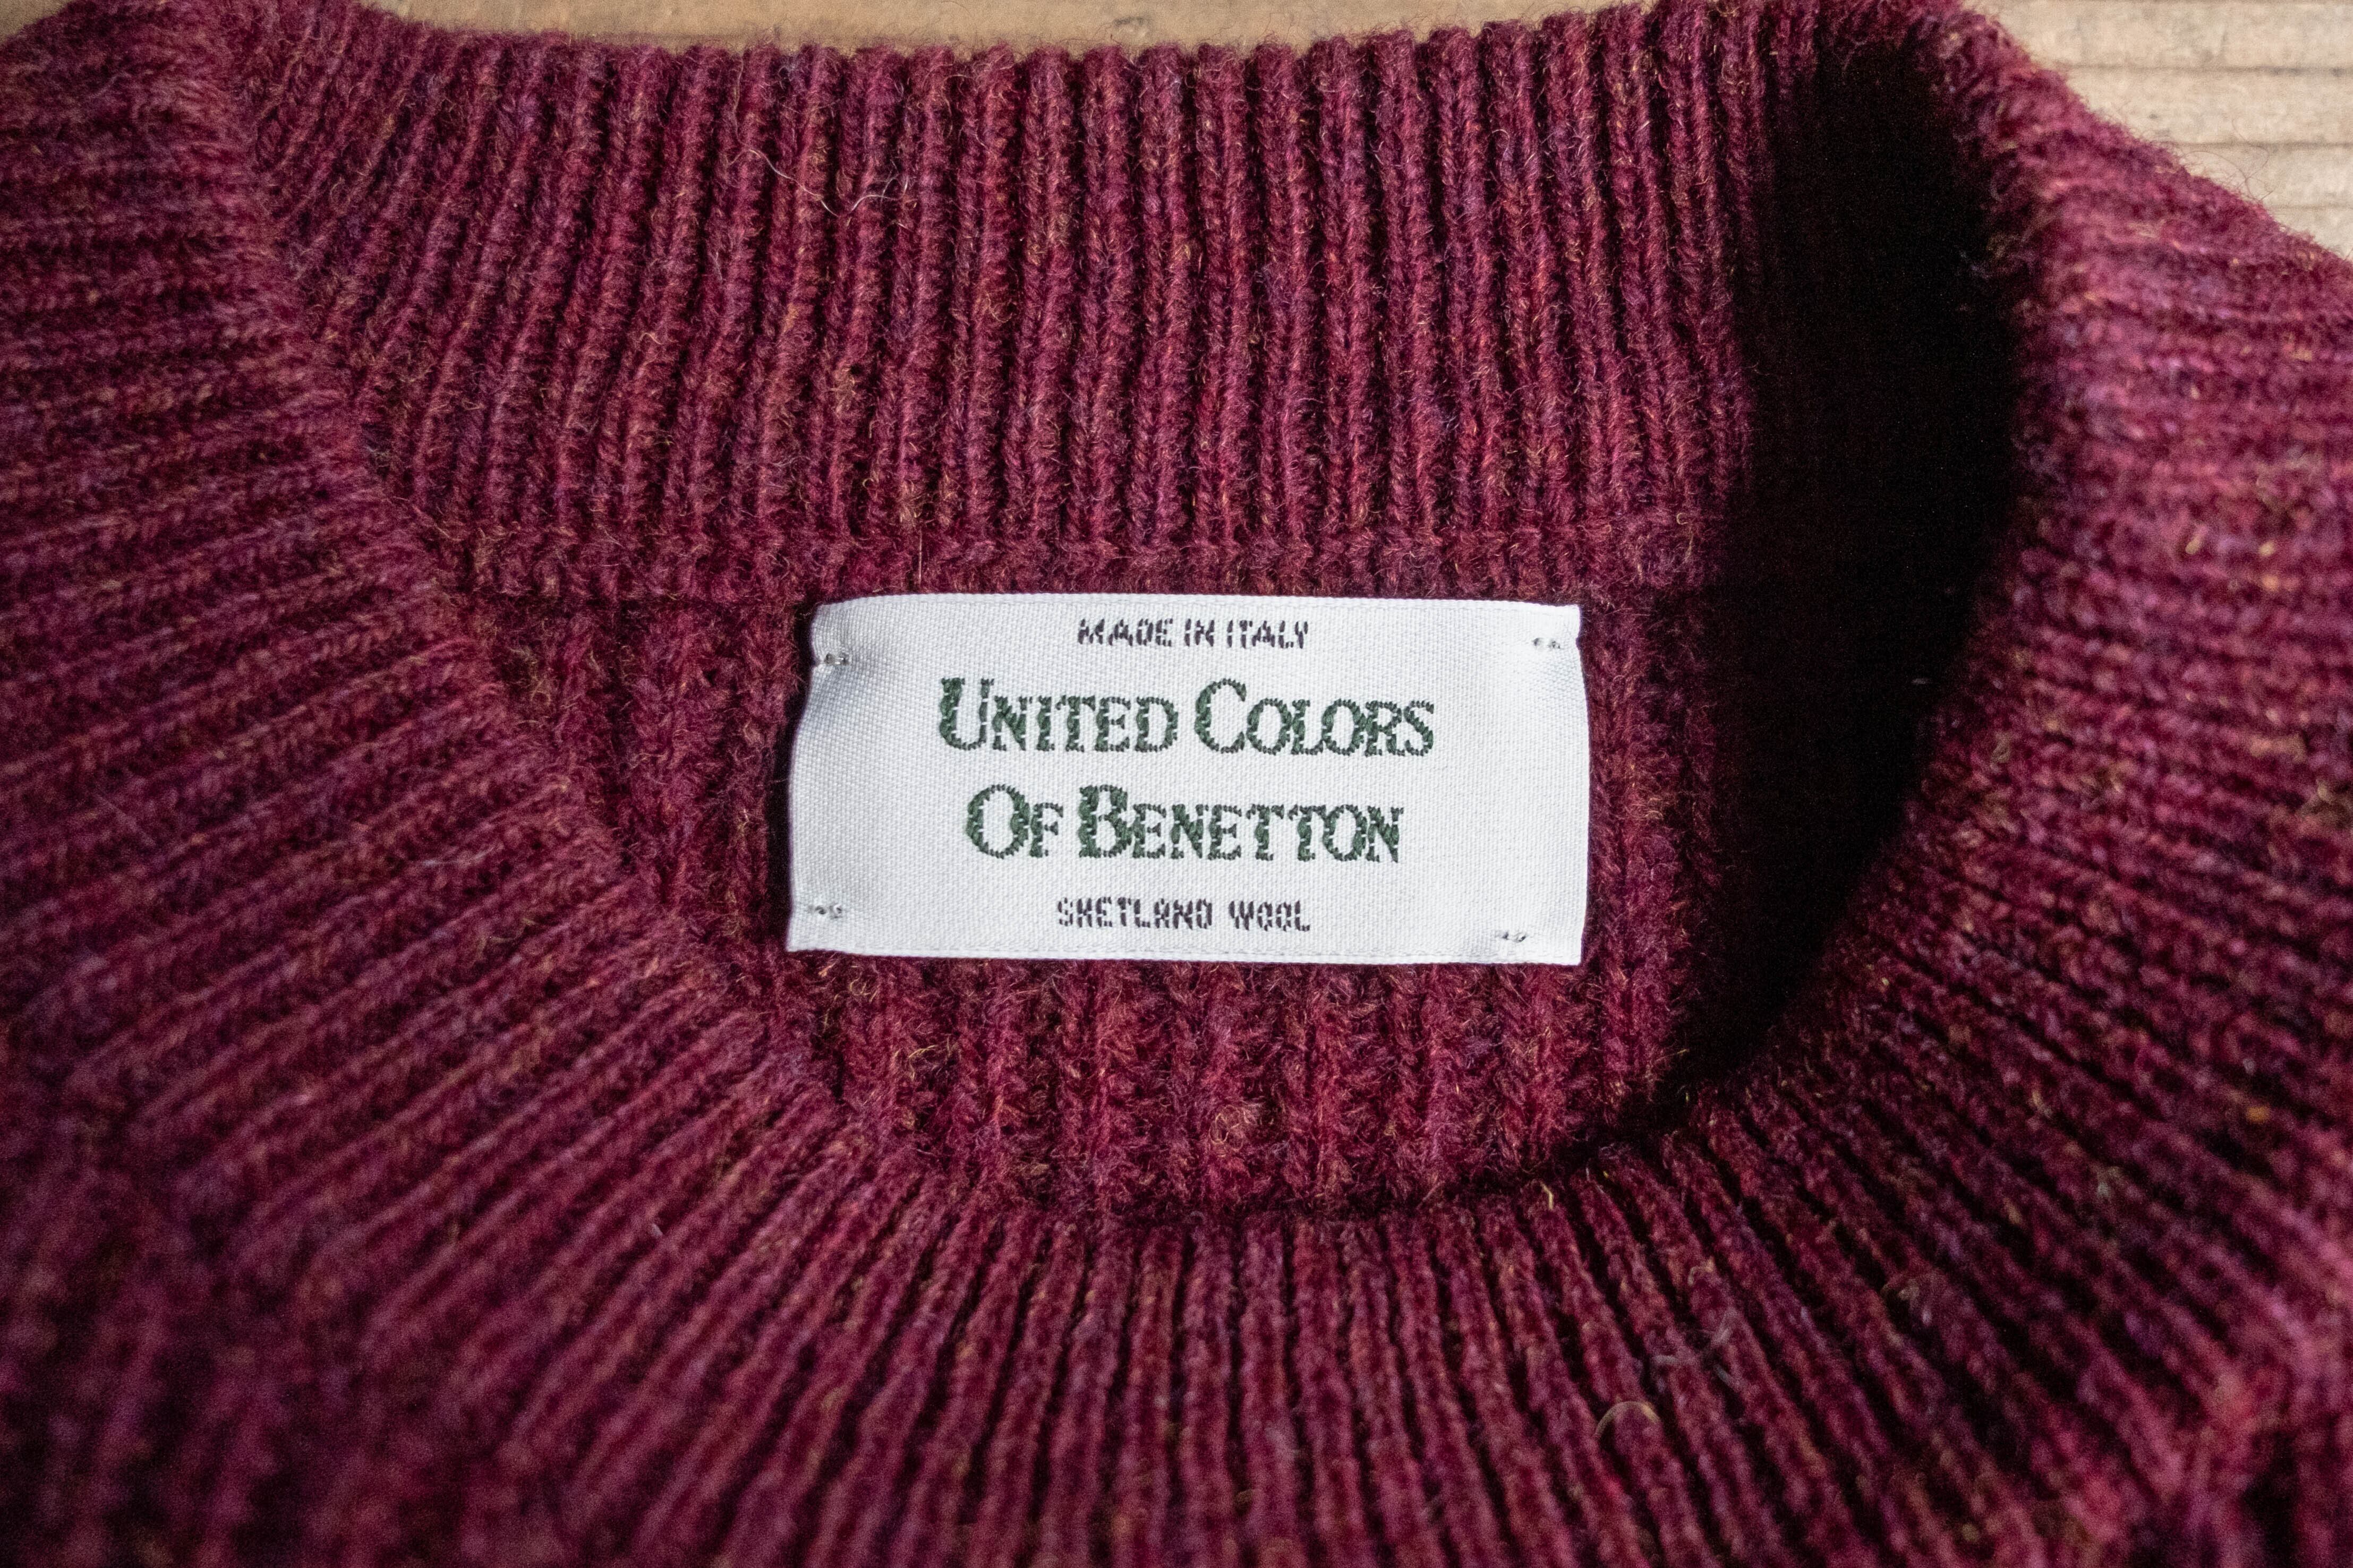 MADE IN ITALY
UNITED COLORS
OF BENETTON
SHETLAND WOOL